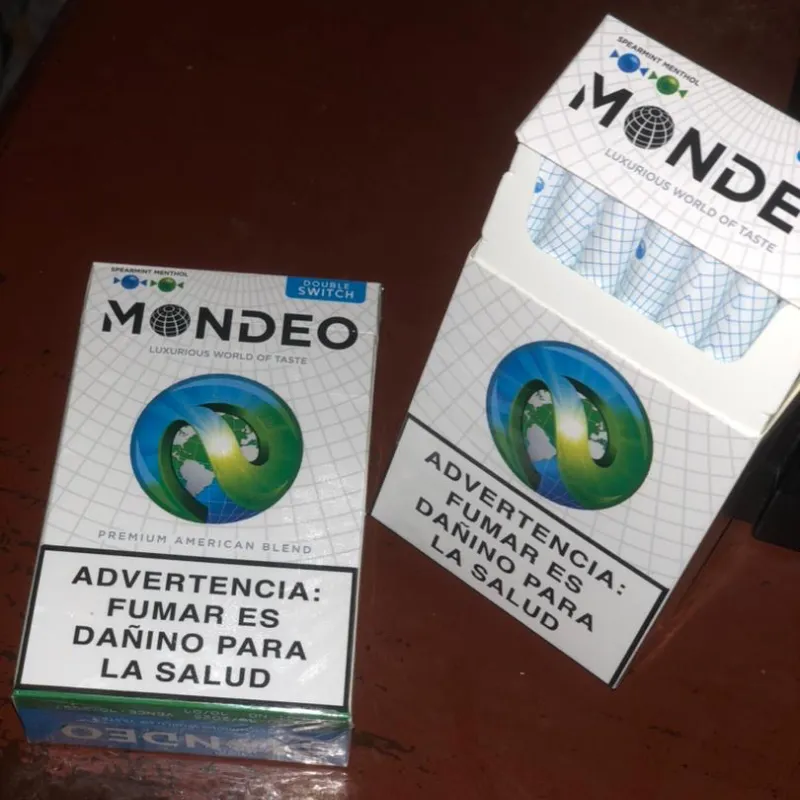 SPEARMINT MENTHOL
DOUBLE
SWITCH
MONDEO
LUXURIOUS WORLD OF TASTE
PREMIUM AMERICAN BLEND
ADVERTENCIA:
FUMAR ES
DAÑINO PARA
LA SALUD
MONDEO
SPEARMINT MENTHOL
MONDE
LUXURIOUS WORLD OF TASTE
ADVERTENCIA:
FUMAR ES
DAÑINO PARA
LA SALUD